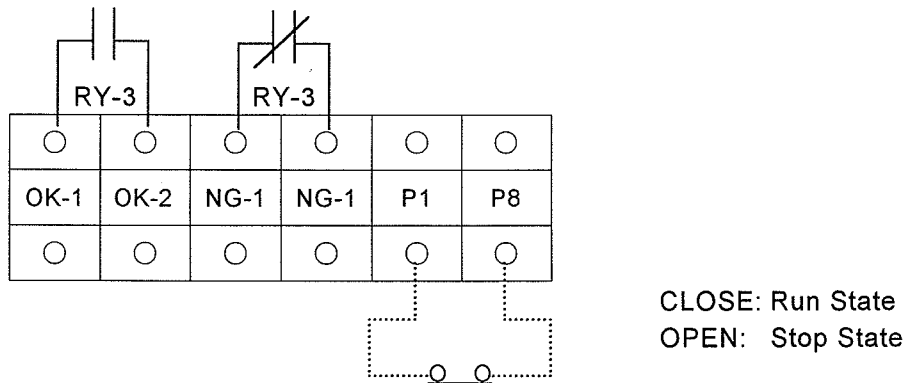 RY-3 RY-3
OK-1 OK-2 NG-1 NG-1 P1 P8
CLOSE: Run State
OPEN: Stop State